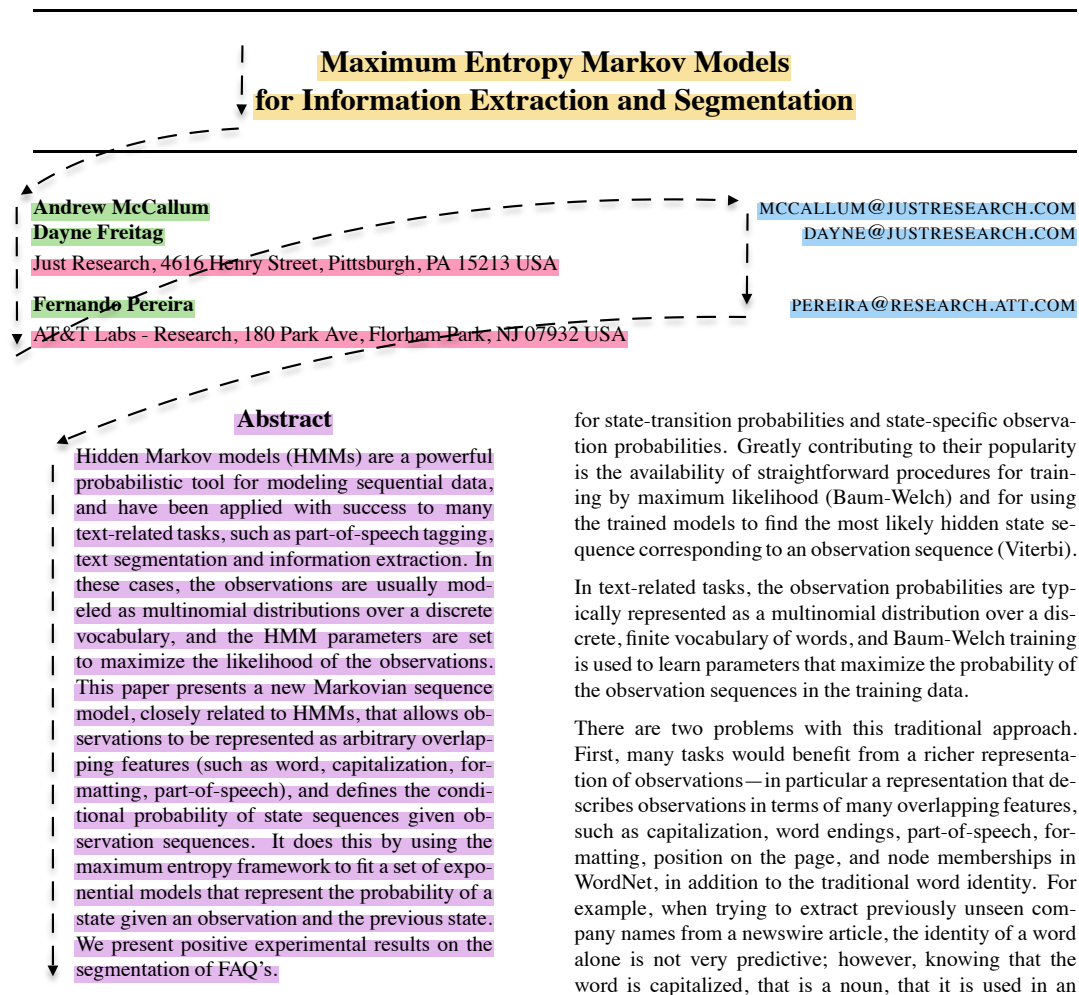 Maximum Entropy Markov Models
for Information Extraction and Segmentation
Andrew McCallum
Dayne Freitag
Just Research, 4616 Henry Street, Pittsburgh, PA 15213 USA
Fernando Pereira
AT&T Labs - Research, 180 Park Ave, Florham Park, NJ 07932 USA
MCCALLUM@JUSTRESEARCH.COM
DAYNE@JUSTRESEARCH.COM
PEREIRA@RESEARCH.ATT.COM
Abstract
Hidden Markov models (HMMs) are a powerful
probabilistic tool for modeling sequential data,
and have been applied with success to many
text-related tasks, such as part-of-speech tagging,
text segmentation and information extraction. In
these cases, the observations are usually mod-
eled as multinomial distributions over a discrete
vocabulary, and the HMM parameters are set
to maximize the likelihood of the observations.
This paper presents a new Markovian sequence
model, closely related to HMMs, that allows ob-
servations to be represented as arbitrary overlap-
ping features (such as word, capitalization, for-
matting, part-of-speech), and defines the condi-
tional probability of state sequences given ob-
servation sequences. It does this by using the
maximum entropy framework to fit a set of expo-
nential models that represent the probability of a
state given an observation and the previous state.
We present positive experimental results on the
segmentation of FAQ's.
for state-transition probabilities and state-specific observa-
tion probabilities. Greatly contributing to their popularity
is the availability of straightforward procedures for train-
ing by maximum likelihood (Baum-Welch) and for using
the trained models to find the most likely hidden state se-
quence corresponding to an observation sequence (Viterbi).
In text-related tasks, the observation probabilities are typ-
ically represented as a multinomial distribution over a dis-
crete, finite vocabulary of words, and Baum-Welch training
is used to learn parameters that maximize the probability of
the observation sequences in the training data.
There are two problems with this traditional approach.
First, many tasks would benefit from a richer representa-
tion of observations—in particular a representation that de-
scribes observations in terms of many overlapping features,
such as capitalization, word endings, part-of-speech, for-
matting, position on the page, and node memberships in
WordNet, in addition to the traditional word identity. For
example, when trying to extract previously unseen com-
pany names from a newswire article, the identity of a word
alone is not very predictive; however, knowing that the
word is capitalized, that is a noun, that it is used in an